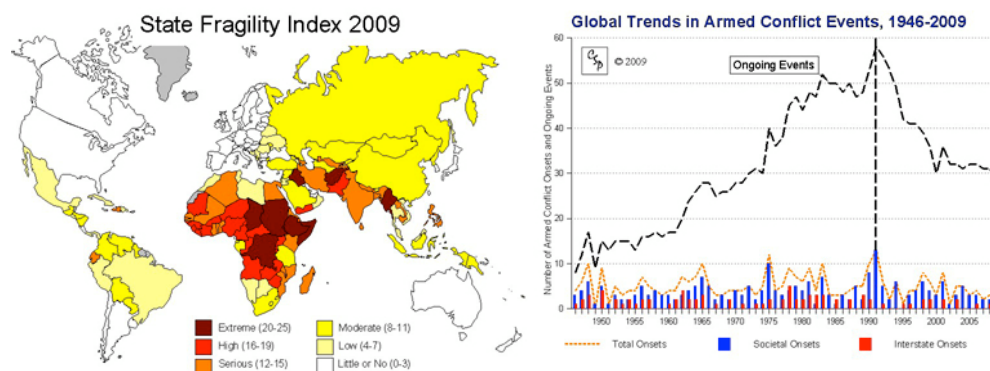 State Fragility Index 2009
Extreme (20-25)
High (16-19)
Serious (12-15)
Moderate (8-11)
Low (4-7)
Little or No (0-3)
Global Trends in Armed Conflict Events, 1946-2009
CSP © 2009
Ongoing Events
Number of Armed Conflict Onsets and Ongoing Events
60
50
40
30
20
10
0
1950 1955 1960 1965 1970 1975 1980 1985 1990 1995 2000 2005
Total Onsets Societal Onsets Interstate Onsets